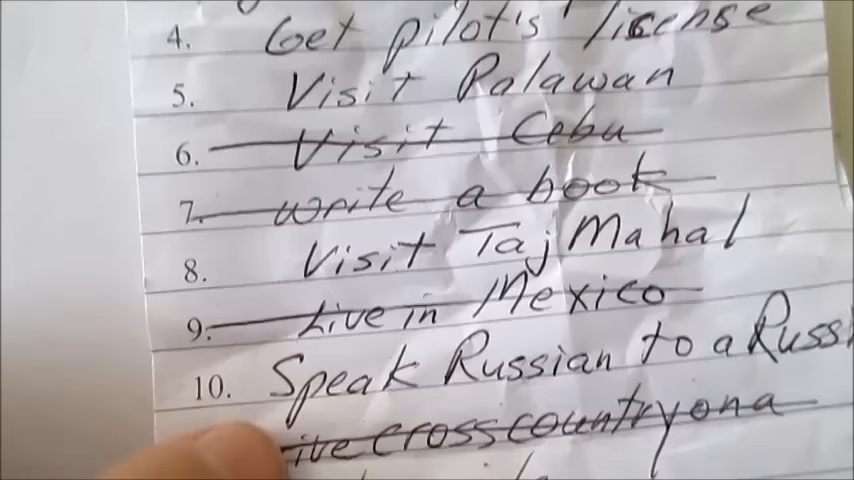 4. Get pilot's license
5. Visit Palawan
6. Visit Cebu
7. write a book
8. Visit Taj Mahal
9. Live in Mexico
10. Speak Russian to a Russi
ive cross country on a